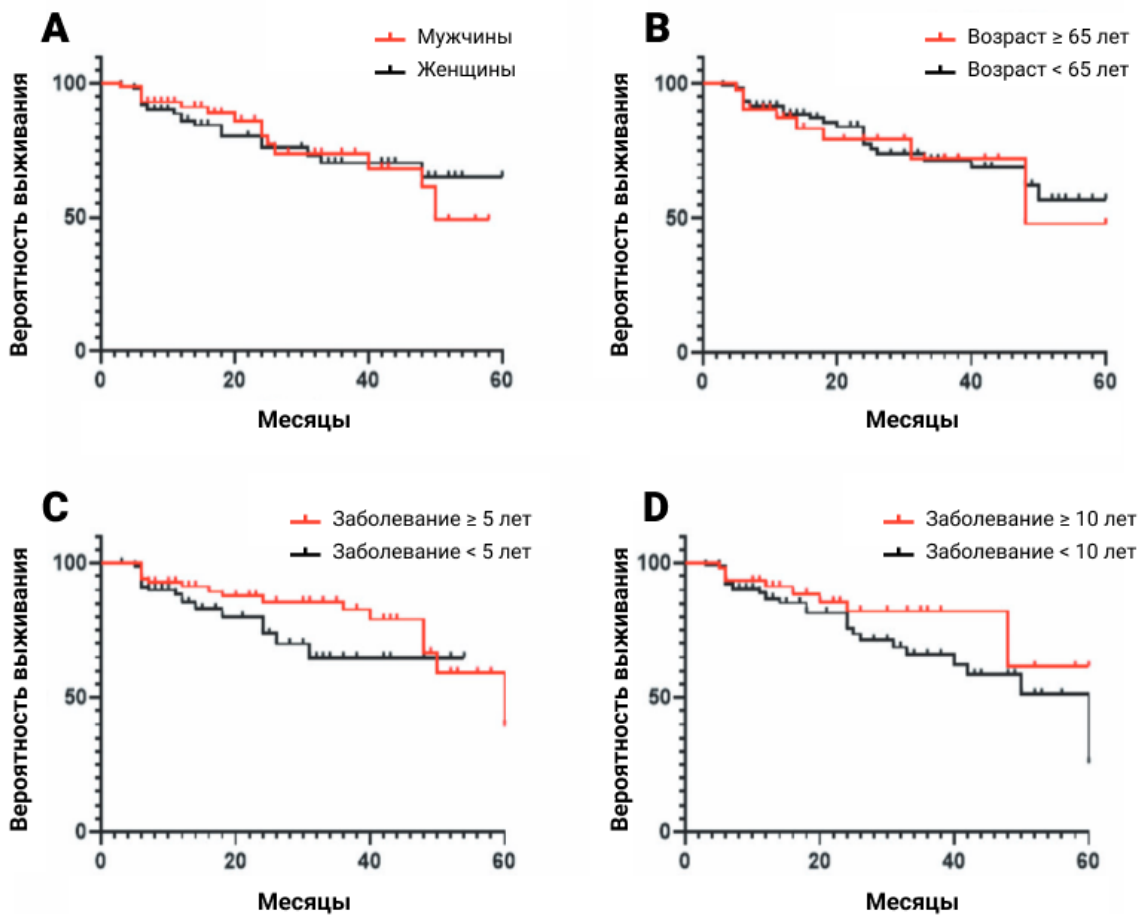 A
Мужчины
Женщины
Вероятность выживания
100
50
0
0 20 40 60
Месяцы
B
Возраст ≥ 65 лет
Возраст < 65 лет
Вероятность выживания
100
50
0
0 20 40 60
Месяцы
C
Заболевание ≥ 5 лет
Заболевание < 5 лет
Вероятность выживания
100
50
0
0 20 40 60
Месяцы
D
Заболевание ≥ 10 лет
Заболевание < 10 лет
Вероятность выживания
100
50
0
0 20 40 60
Месяцы